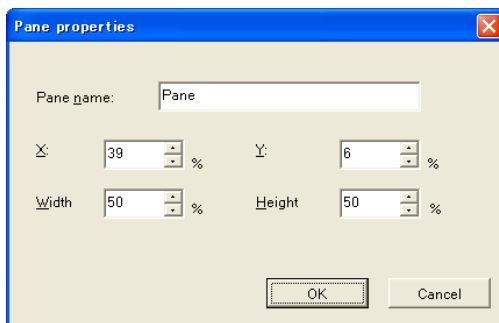 Pane properties
Pane name: Pane
X: 39 % Y: 6 %
Width 50 % Height 50 %
OK Cancel